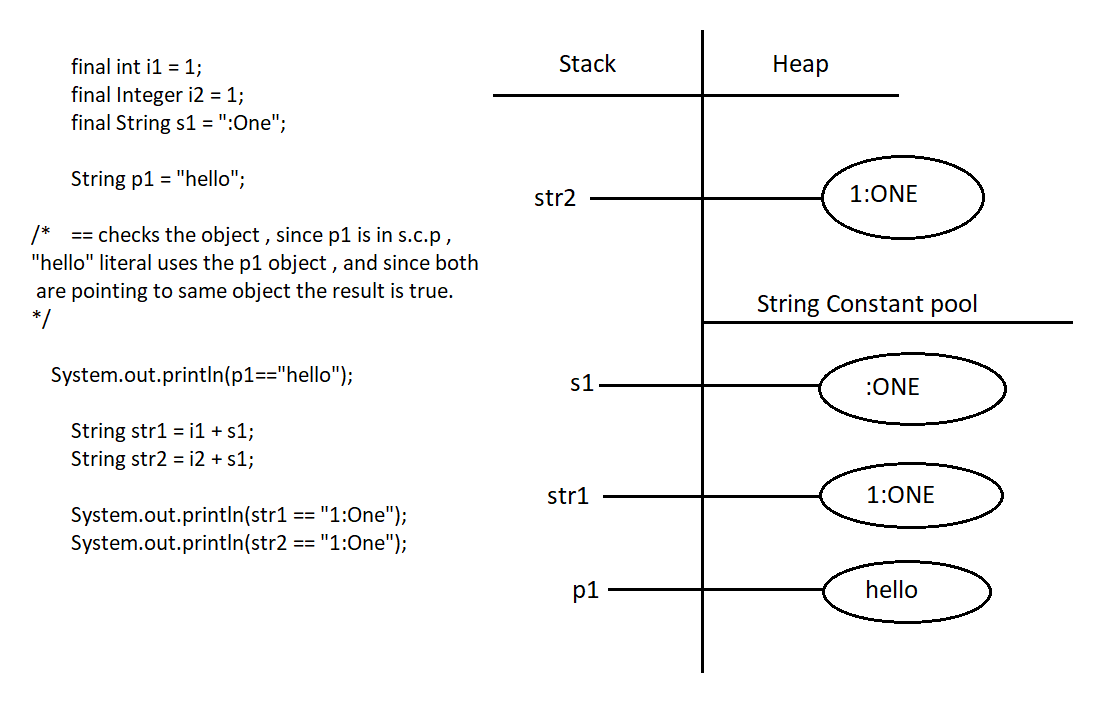 final int i1 = 1;
final Integer i2 = 1;
final String s1 = ":One";
String p1 = "hello";
/* == checks the object , since p1 is in s.c.p ,
"hello" literal uses the p1 object , and since both
are pointing to same object the result is true.
*/
System.out.println(p1=="hello");
String str1 = i1 + s1;
String str2 = i2 + s1;
System.out.println(str1 == "1:One");
System.out.println(str2 == "1:One");
Stack
Heap
str2
1:ONE
String Constant pool
s1
:ONE
str1
1:ONE
p1
hello